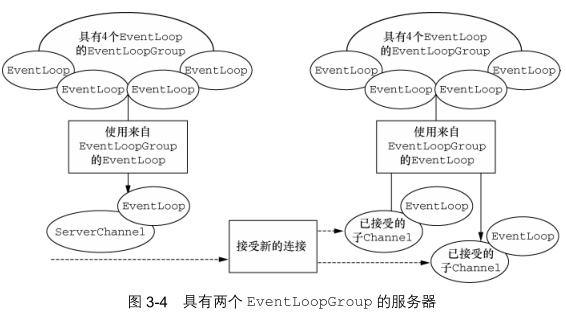 具有4个EventLoop
的EventLoopGroup
EventLoop
EventLoop
EventLoop
EventLoop
使用来自
EventLoopGroup
的EventLoop
EventLoop
ServerChannel
具有4个EventLoop
的EventLoopGroup
EventLoop
EventLoop
EventLoop
EventLoop
使用来自
EventLoopGroup
的EventLoop
EventLoop
已接受的
子Channel
EventLoop
已接受的
子Channel
接受新的连接
图 3-4 具有两个 EventLoopGroup 的服务器